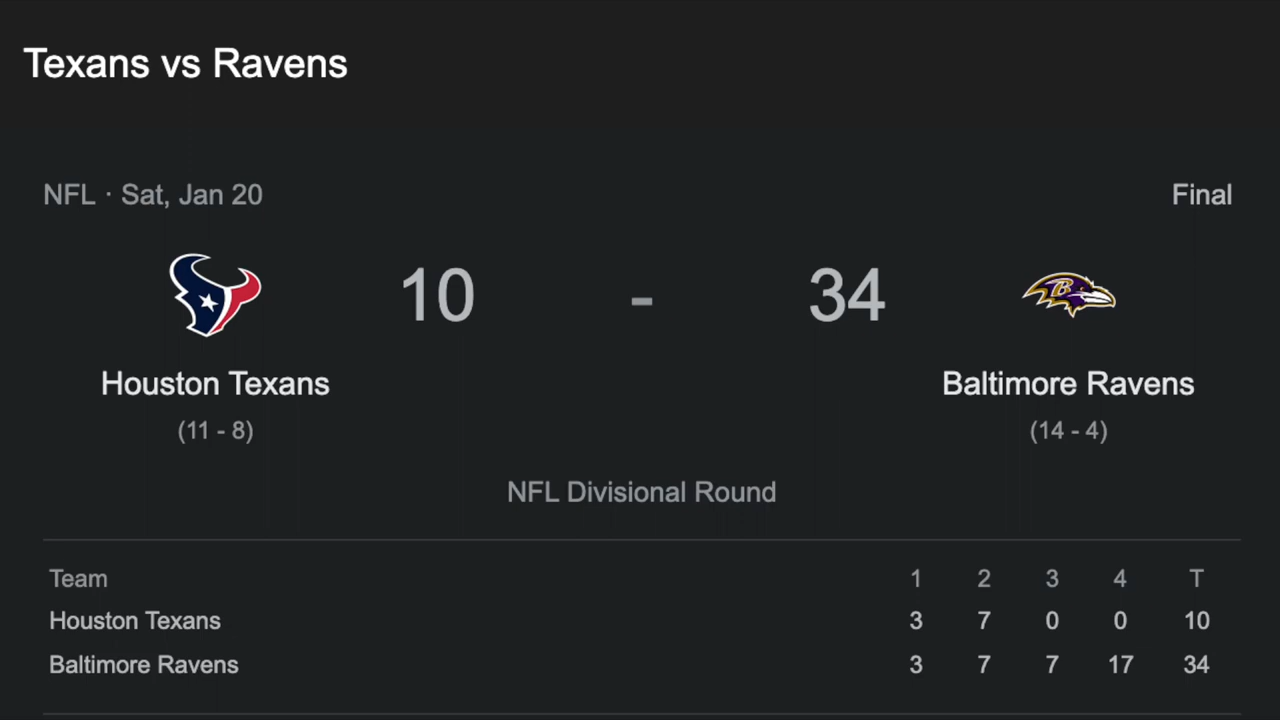 Texans vs Ravens
NFL · Sat, Jan 20 Final
10 - 34
Houston Texans Baltimore Ravens
(11 - 8) (14 - 4)
NFL Divisional Round
Team 1 2 3 4 T
Houston Texans 3 7 0 0 10
Baltimore Ravens 3 7 7 17 34